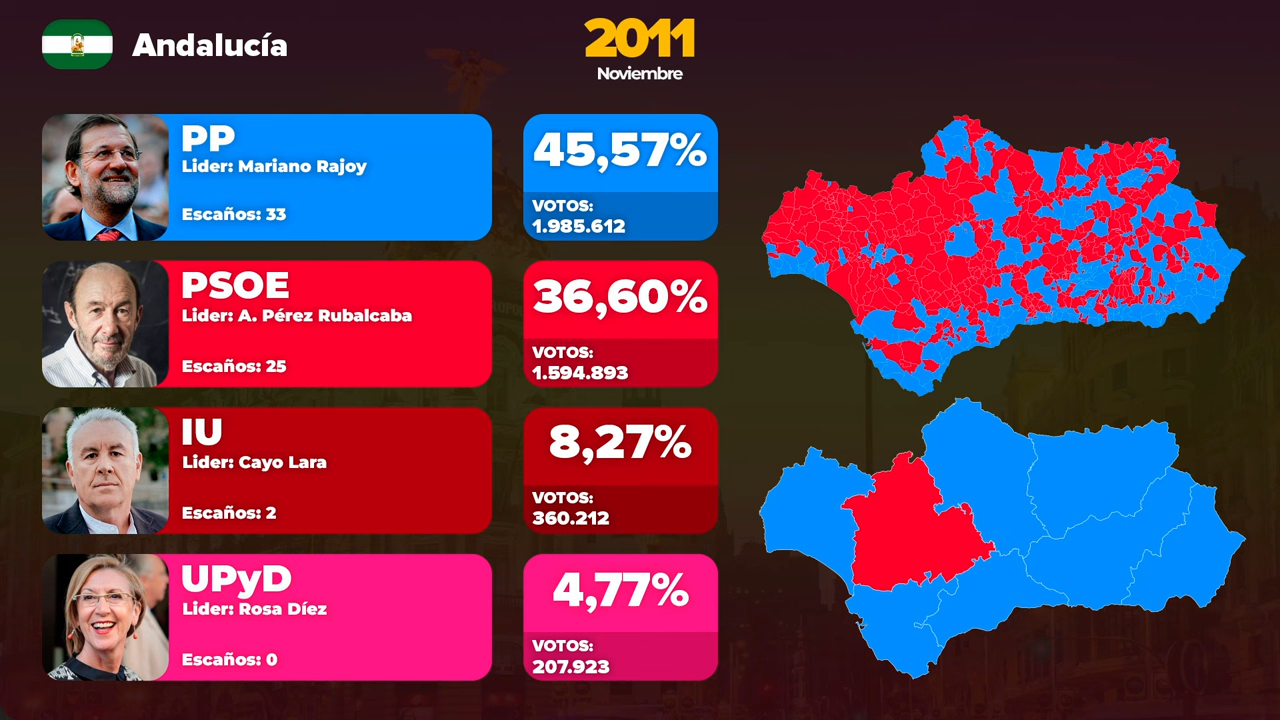 Andalucía
2011
Noviembre
PP
Lider: Mariano Rajoy
Escaños: 33
45,57%
VOTOS:
1.985.612
PSOE
Lider: A. Pérez Rubalcaba
Escaños: 25
36,60%
VOTOS:
1.594.893
IU
Lider: Cayo Lara
Escaños: 2
8,27%
VOTOS:
360.212
UPyD
Lider: Rosa Díez
Escaños: 0
4,77%
VOTOS:
207.923